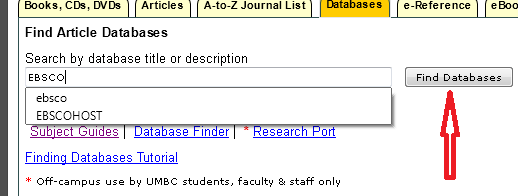 Books, CDs, DVDs Articles A-to-Z Journal List Databases e-Reference eBoo
Find Article Databases
Search by database title or description
EBSCO Find Databases
ebsco
EBSCOHOST
Subject Guides | Database Finder | * Research Port
Finding Databases Tutorial
* Off-campus use by UMBC students, faculty & staff only